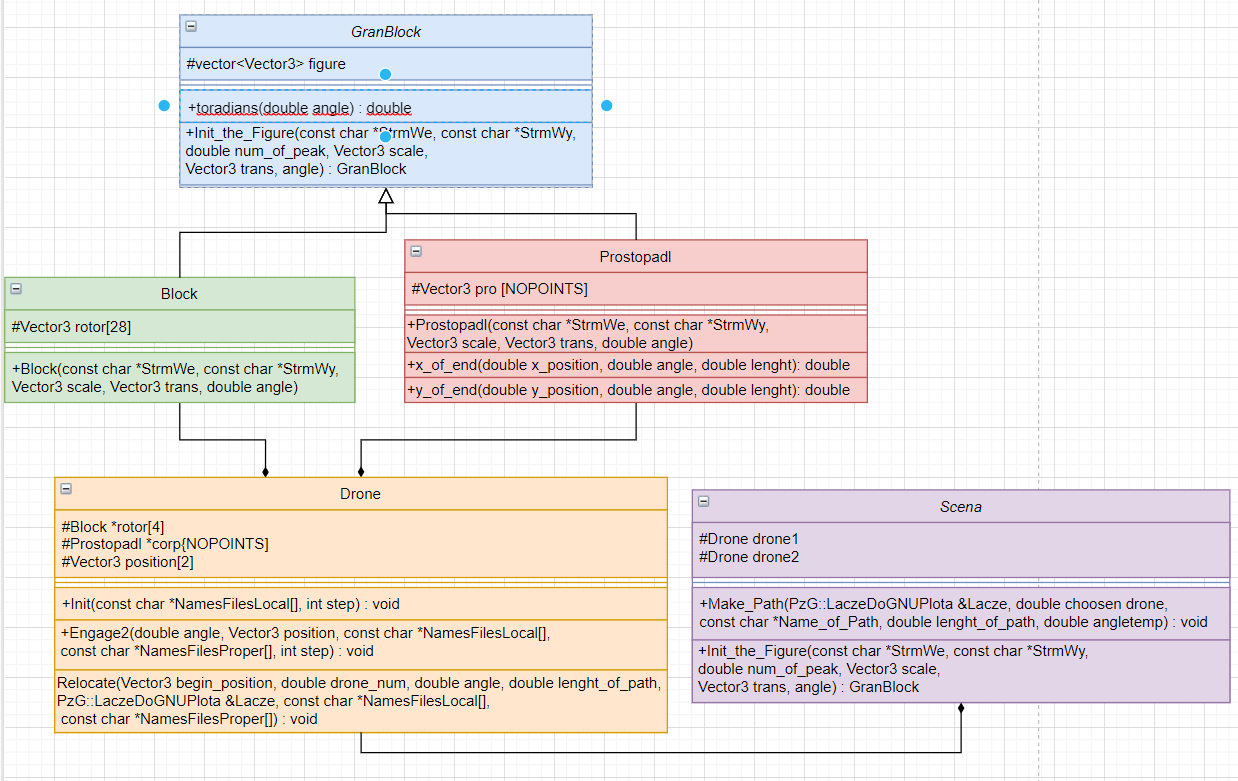 GranBlock
#vector<Vector3> figure
+toradians(double angle) : double
+Init_the_Figure(const char *StrmWe, const char *StrmWy,
double num_of_peak, Vector3 scale,
Vector3 trans, angle) : GranBlock
Prostopadl
#Vector3 pro [NOPOINTS]
+Prostopadl(const char *StrmWe, const char *StrmWy,
Vector3 scale, Vector3 trans, double angle)
+x_of_end(double x_position, double angle, double lenght): double
+y_of_end(double y_position, double angle, double lenght): double
Block
#Vector3 rotor[28]
+Block(const char *StrmWe, const char *StrmWy,
Vector3 scale, Vector3 trans, double angle)
Drone
#Block *rotor[4]
#Prostopadl *corp{NOPOINTS]
#Vector3 position[2]
+Init(const char *NamesFilesLocal[], int step) : void
+Engage2(double angle, Vector3 position, const char *NamesFilesLocal[],
const char *NamesFilesProper[], int step) : void
Relocate(Vector3 begin_position, double drone_num, double angle, double lenght_of_path,
PzG::LaczeDoGNUPlota &Lacze, const char *NamesFilesLocal[],
const char *NamesFilesProper[]) : void
Scena
#Drone drone1
#Drone drone2
+Make_Path(PzG::LaczeDoGNUPlota &Lacze, double choosen drone,
const char *Name_of_Path, double lenght_of_path, double angletemp) : void
+Init_the_Figure(const char *StrmWe, const char *StrmWy,
double num_of_peak, Vector3 scale,
Vector3 trans, angle) : GranBlock